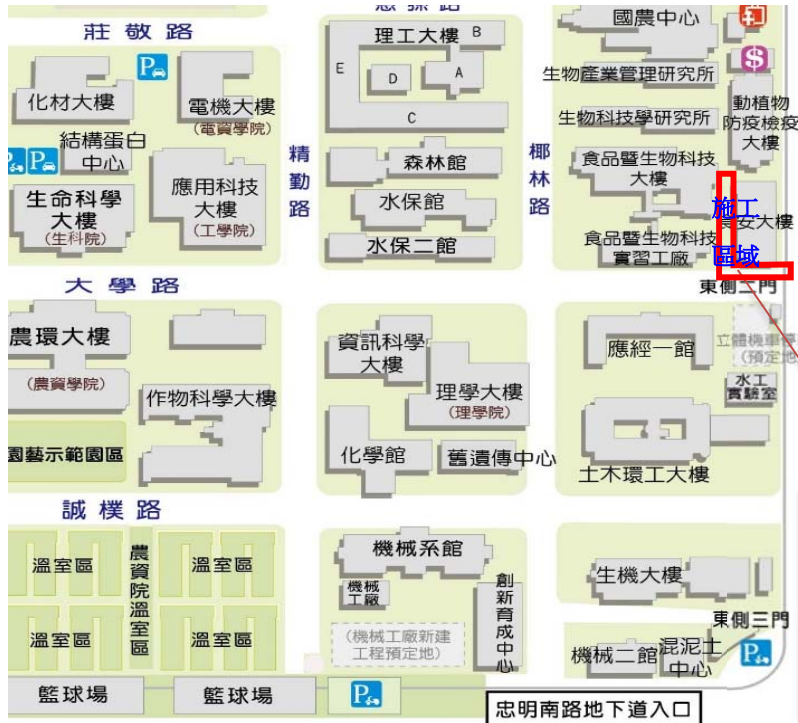 惠蓀路
莊敬路
國農中心
理工大樓 B
E
D
A
C
化材大樓
電機大樓
(電資學院)
生物產業管理研究所
生物科技學研究所
動植物
防疫檢疫
大樓
結構蛋白
中心
精勤路
森林館
椰林路
食品暨生物科技
大樓
生命科學
大樓
(生科院)
應用科技
大樓
(工學院)
水保館
施工
區域
食安大樓
水保二館
食品暨生物科技
實習工廠
大學路
東側三門
農環大樓
(農資學院)
作物科學大樓
資訊科學
大樓
理學大樓
(理學院)
應經一館
立體機車停
(預定地
水工
實驗室
園藝示範園區
化學館
舊遺傳中心
土木環工大樓
誠樸路
溫室區
農資院溫室區
溫室區
機械系館
機械
工廠
創新育成中心
生機大樓
溫室區
溫室區
(機械工廠新建
工程預定地)
東側三門
機械二館
混泥土
中心
籃球場
籃球場
忠明南路地下道入口